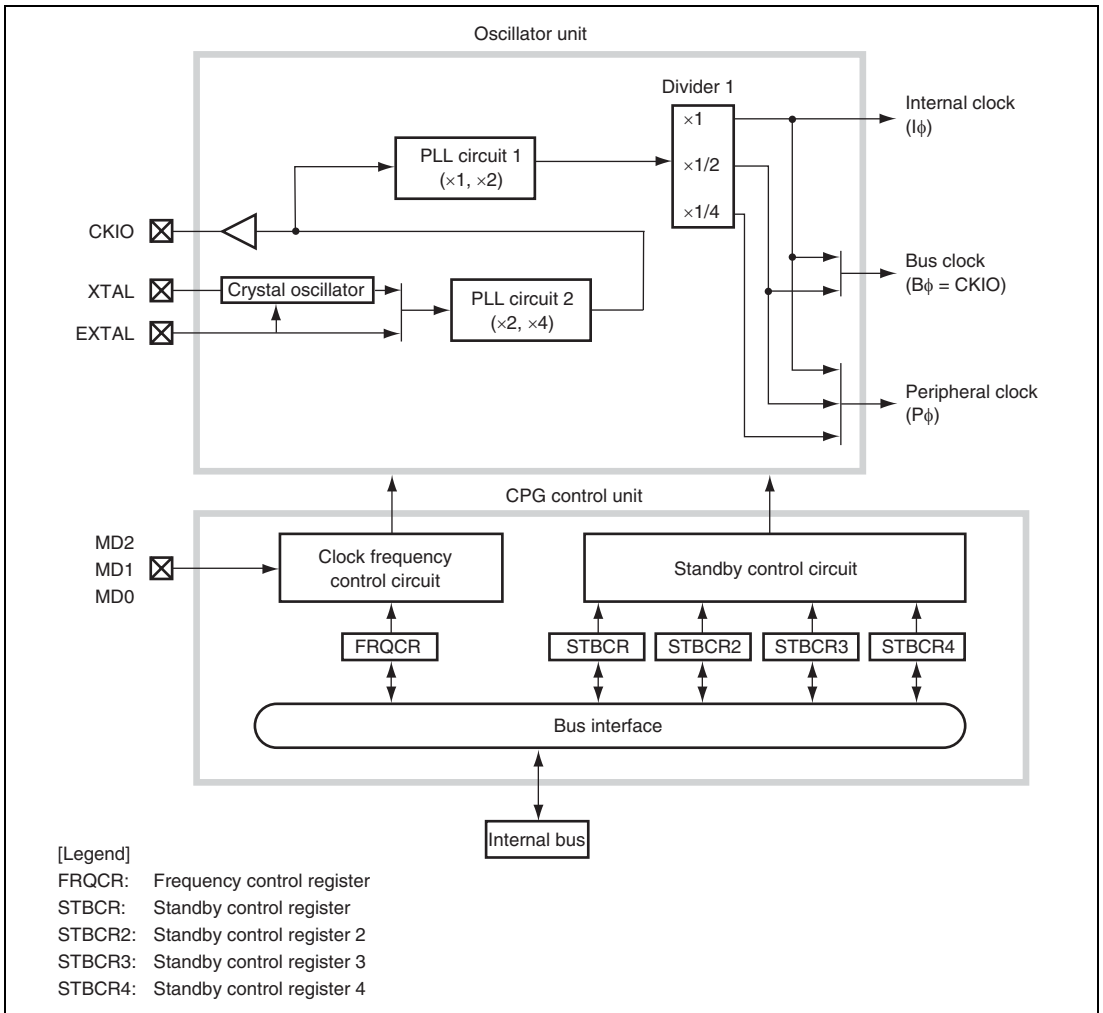 Oscillator unit
Divider 1
×1
×1/2
×1/4
Internal clock
(Iϕ)
PLL circuit 1
(×1, ×2)
CKIO
Bus clock
(Bϕ = CKIO)
XTAL
Crystal oscillator
PLL circuit 2
(×2, ×4)
EXTAL
Peripheral clock
(Pϕ)
CPG control unit
MD2
MD1
MD0
Clock frequency
control circuit
Standby control circuit
FRQCR
STBCR
STBCR2
STBCR3
STBCR4
Bus interface
Internal bus
[Legend]
FRQCR: Frequency control register
STBCR: Standby control register
STBCR2: Standby control register 2
STBCR3: Standby control register 3
STBCR4: Standby control register 4